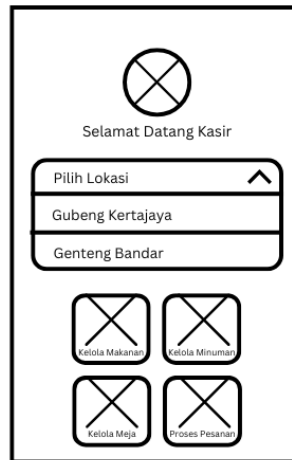 Selamat Datang Kasir
Pilih Lokasi
Gubeng Kertajaya
Genteng Bandar
Kelola Makanan
Kelola Minuman
Kelola Meja
Proses Pesanan